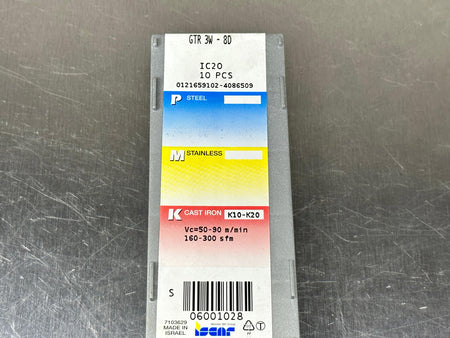 GTR 3W - 8D
IC20
10 PCS
0121659102-4086509
P STEEL
M STAINLESS
K CAST IRON K10-K20
Vc=50-90 m/min
160-300 sfm
S
06001028
7103629
MADE IN
ISRAEL
iscar
PP